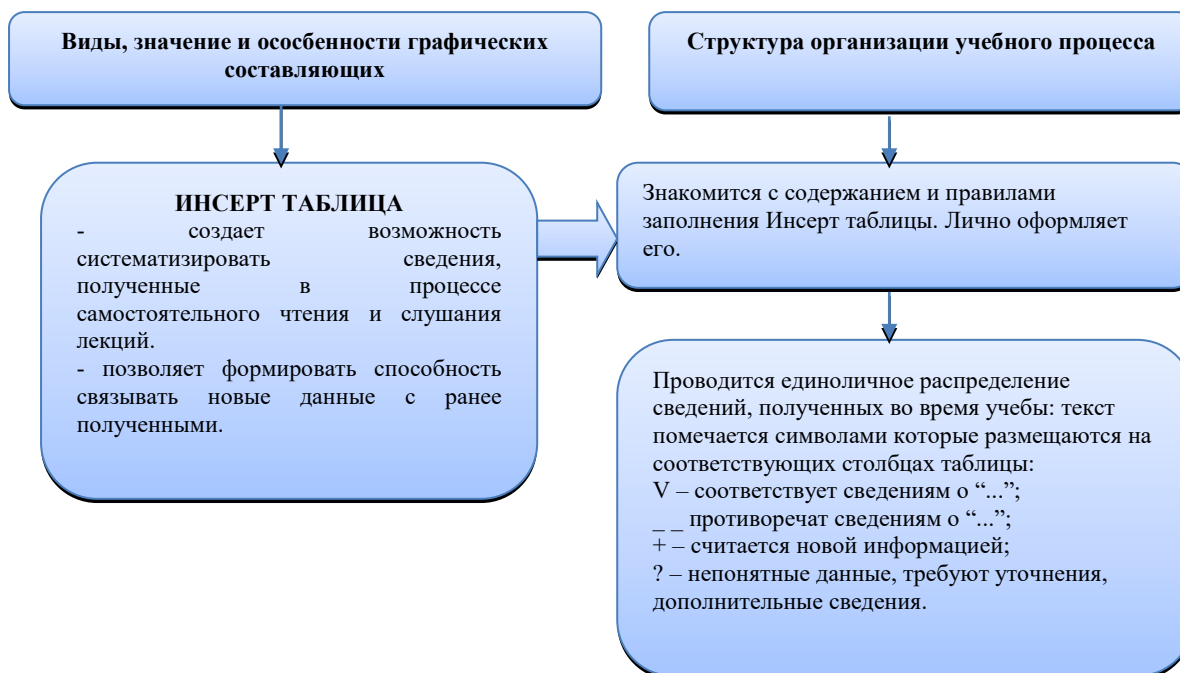 Виды, значение и ососбенности графических
составляющих
Структура организации учебного процесса
ИНСЕРТ ТАБЛИЦА
- создает возможность
систематизировать сведения,
полученные в процессе
самостоятельного чтения и слушания
лекций.
- позволяет формировать способность
связывать новые данные с ранее
полученными.
Знакомится с содержанием и правилами
заполнения Инсерт таблицы. Лично оформляет
его.
Проводится единоличное распределение
сведений, полученных во время учебы: текст
помечается символами которые размещаются на
соответствующих столбцах таблицы:
V – соответствует сведениям о “...”;
_ _ противоречат сведениям о “...”;
+ – считается новой информацией;
? – непонятные данные, требуют уточнения,
дополнительные сведения.